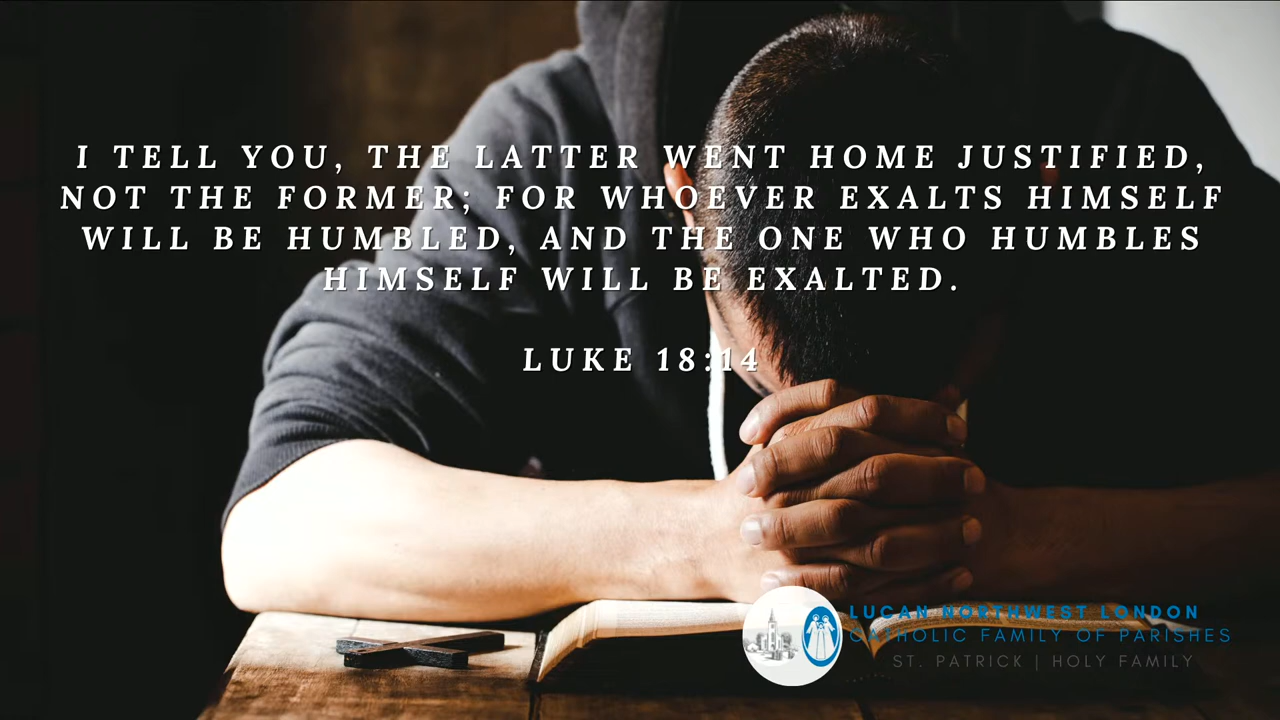 I TELL YOU, THE LATTER WENT HOME JUSTIFIED,
NOT THE FORMER; FOR WHOEVER EXALTS HIMSELF
WILL BE HUMBLED, AND THE ONE WHO HUMBLES
HIMSELF WILL BE EXALTED.
LUKE 18:14
LUCAN NORTHWEST LONDON
CATHOLIC FAMILY OF PARISHES
ST. PATRICK | HOLY FAMILY